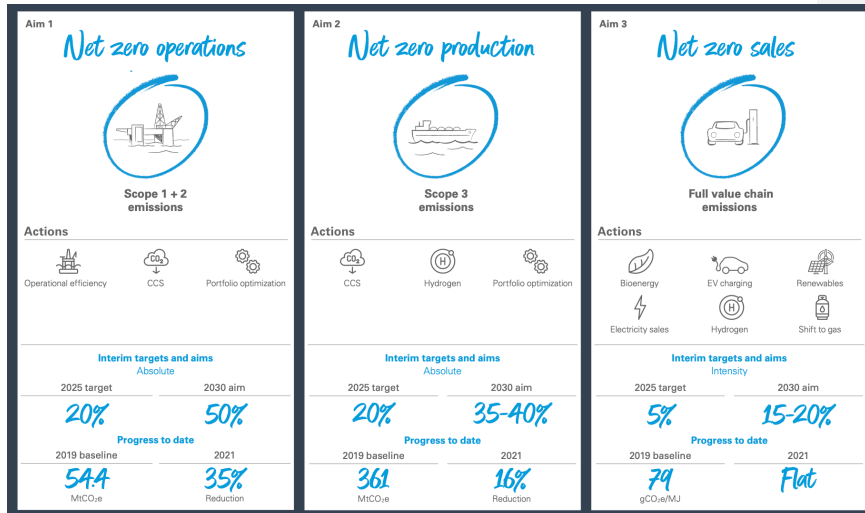 Aim 1
Net zero operations
Scope 1 + 2
emissions
Actions
Operational efficiency
CO₂
CCS
Portfolio optimization
Interim targets and aims
Absolute
2025 target
2030 aim
20%
50%
Progress to date
2019 baseline
2021
54.4
35%
MtCO₂e
Reduction
Aim 2
Net zero production
Scope 3
emissions
Actions
CO₂
CCS
H
Hydrogen
Portfolio optimization
Interim targets and aims
Absolute
2025 target
2030 aim
20%
35-40%
Progress to date
2019 baseline
2021
361
16%
MtCO₂e
Reduction
Aim 3
Net zero sales
Full value chain
emissions
Actions
Bioenergy
EV charging
Renewables
Electricity sales
H
Hydrogen
Shift to gas
Interim targets and aims
Intensity
2025 target
2030 aim
5%
15-20%
Progress to date
2019 baseline
2021
79
Flat
gCO₂e/MJ